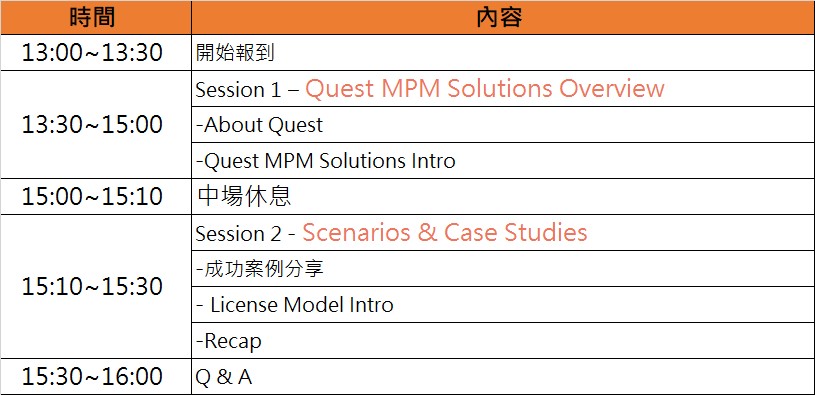 時間 內容
13:00~13:30 開始報到
Session 1 – Quest MPM Solutions Overview
13:30~15:00 -About Quest
-Quest MPM Solutions Intro
15:00~15:10 中場休息
Session 2 - Scenarios & Case Studies
-成功案例分享
15:10~15:30
- License Model Intro
-Recap
15:30~16:00 Q & A